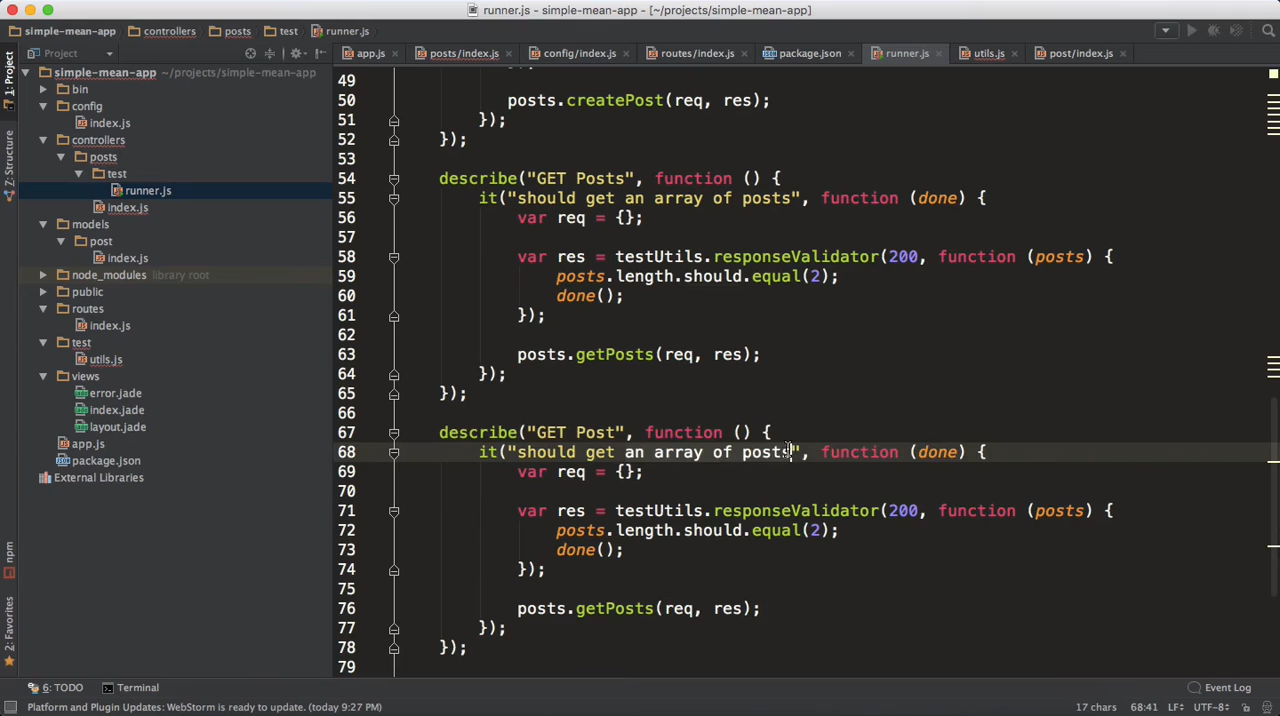 runner.js - simple-mean-app - [~/projects/simple-mean-app]
simple-mean-app controllers posts test runner.js
Project
app.js posts/index.js config/index.js routes/index.js package.json runner.js utils.js post/index.js
1: Project
Z: Structure
npm
2: Favorites
simple-mean-app ~/projects/simple-mean-app
bin
config
index.js
controllers
posts
test
runner.js
index.js
models
post
index.js
node_modules library root
public
routes
index.js
test
utils.js
views
error.jade
index.jade
layout.jade
app.js
package.json
External Libraries
49
50 posts.createPost(req, res);
51 });
52 });
53
54 describe("GET Posts", function () {
55 it("should get an array of posts", function (done) {
56 var req = {};
57
58 var res = testUtils.responseValidator(200, function (posts) {
59 posts.length.should.equal(2);
60 done();
61 });
62
63 posts.getPosts(req, res);
64 });
65 });
66
67 describe("GET Post", function () {
68 it("should get an array of posts", function (done) {
69 var req = {};
70
71 var res = testUtils.responseValidator(200, function (posts) {
72 posts.length.should.equal(2);
73 done();
74 });
75
76 posts.getPosts(req, res);
77 });
78 });
79
6: TODO Terminal Event Log
Platform and Plugin Updates: WebStorm is ready to update. (today 9:27 PM) 17 chars 68:41 LF÷ UTF-8÷